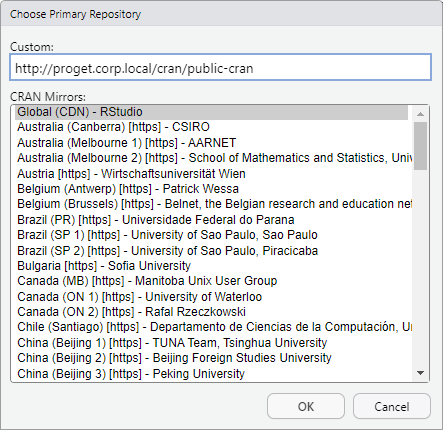 Choose Primary Repository
Custom:
http://proget.corp.local/cran/public-cran
CRAN Mirrors:
Global (CDN) - RStudio
Australia (Canberra) [https] - CSIRO
Australia (Melbourne 1) [https] - AARNET
Australia (Melbourne 2) [https] - School of Mathematics and Statistics, Univ
Austria [https] - Wirtschaftsuniversität Wien
Belgium (Antwerp) [https] - Patrick Wessa
Belgium (Brussels) [https] - Belnet, the Belgian research and education net
Brazil (PR) [https] - Universidade Federal do Parana
Brazil (SP 1) [https] - University of Sao Paulo, Sao Paulo
Brazil (SP 2) [https] - University of Sao Paulo, Piracicaba
Bulgaria [https] - Sofia University
Canada (MB) [https] - Manitoba Unix User Group
Canada (ON 1) [https] - University of Waterloo
Canada (ON 2) [https] - Rafal Rzeczkowski
Chile (Santiago) [https] - Departamento de Ciencias de la Computación, U
China (Beijing 1) [https] - TUNA Team, Tsinghua University
China (Beijing 2) [https] - Beijing Foreign Studies University
China (Beijing 3) [https] - Peking University
OK
Cancel